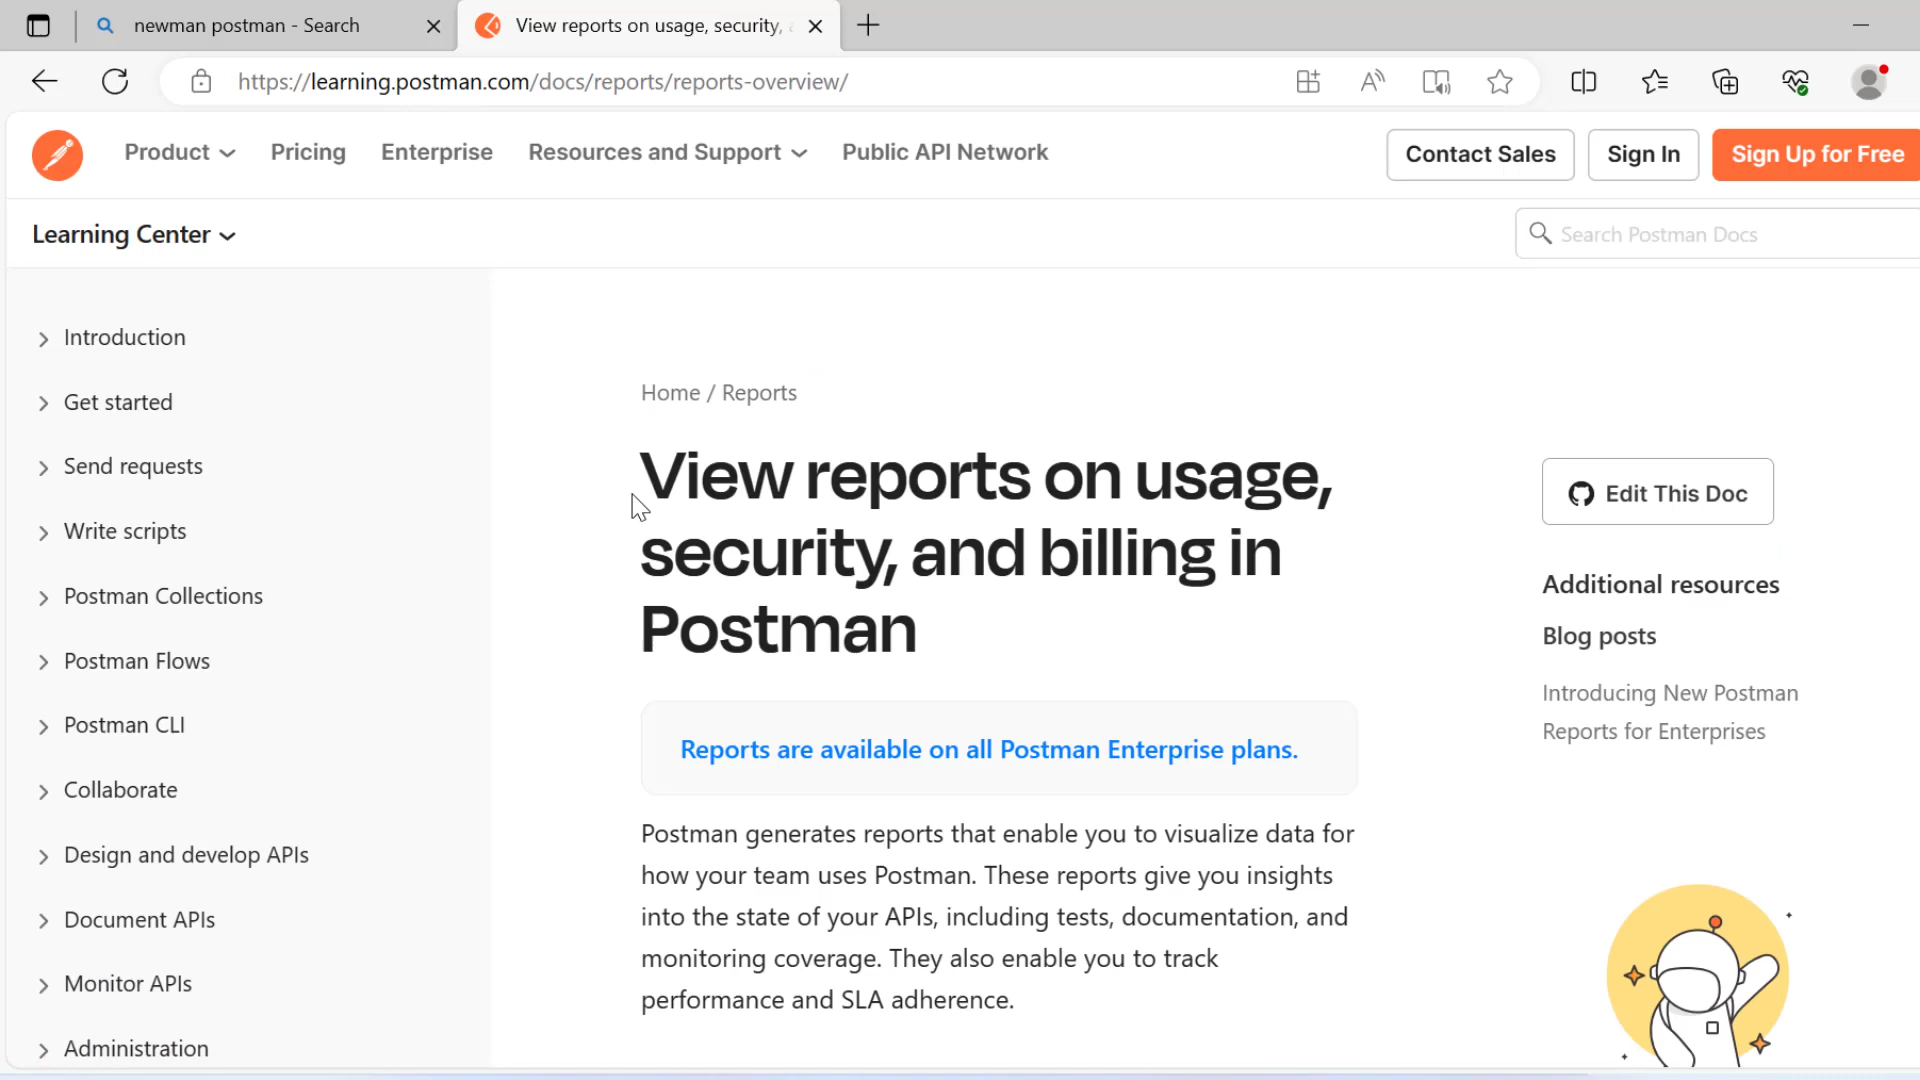 newman postman - Search
View reports on usage, security,
https://learning.postman.com/docs/reports/reports-overview/
Product
Pricing
Enterprise
Resources and Support
Public API Network
Contact Sales
Sign In
Sign Up for Free
Learning Center
Search Postman Docs
Introduction
Get started
Send requests
Write scripts
Postman Collections
Postman Flows
Postman CLI
Collaborate
Design and develop APIs
Document APIs
Monitor APIs
Administration
Home / Reports
View reports on usage,
security, and billing in
Postman
Reports are available on all Postman Enterprise plans.
Postman generates reports that enable you to visualize data for
how your team uses Postman. These reports give you insights
into the state of your APIs, including tests, documentation, and
monitoring coverage. They also enable you to track
performance and SLA adherence.
Edit This Doc
Additional resources
Blog posts
Introducing New Postman
Reports for Enterprises